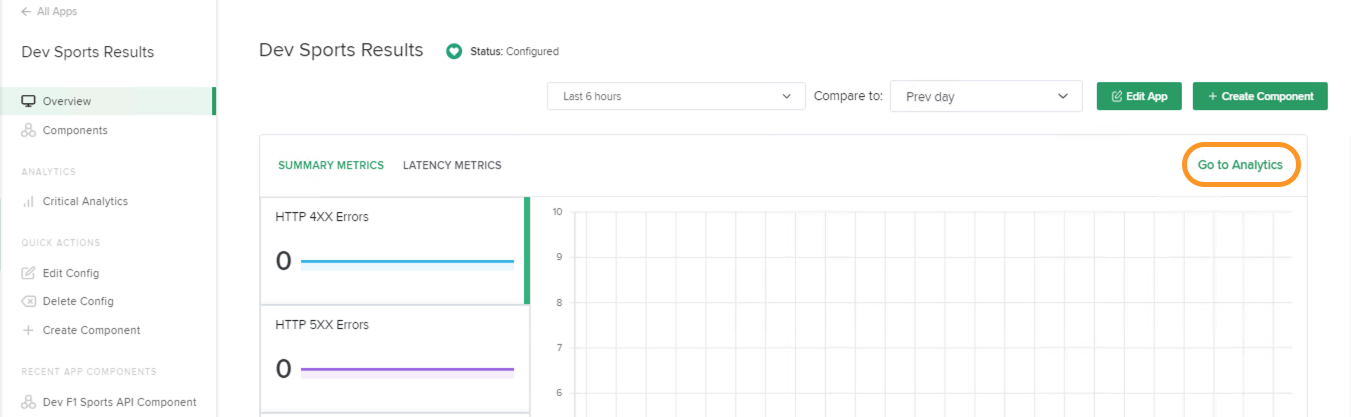 All Apps
Dev Sports Results
Overview
Components
ANALYTICS
Critical Analytics
QUICK ACTIONS
Edit Config
Delete Config
Create Component
RECENT APP COMPONENTS
Dev F1 Sports API Component
Dev Sports Results Status: Configured
Last 6 hours Compare to: Prev day Edit App + Create Component
SUMMARY METRICS LATENCY METRICS Go to Analytics
HTTP 4XX Errors
0
HTTP 5XX Errors
0
10
9
8
7
6